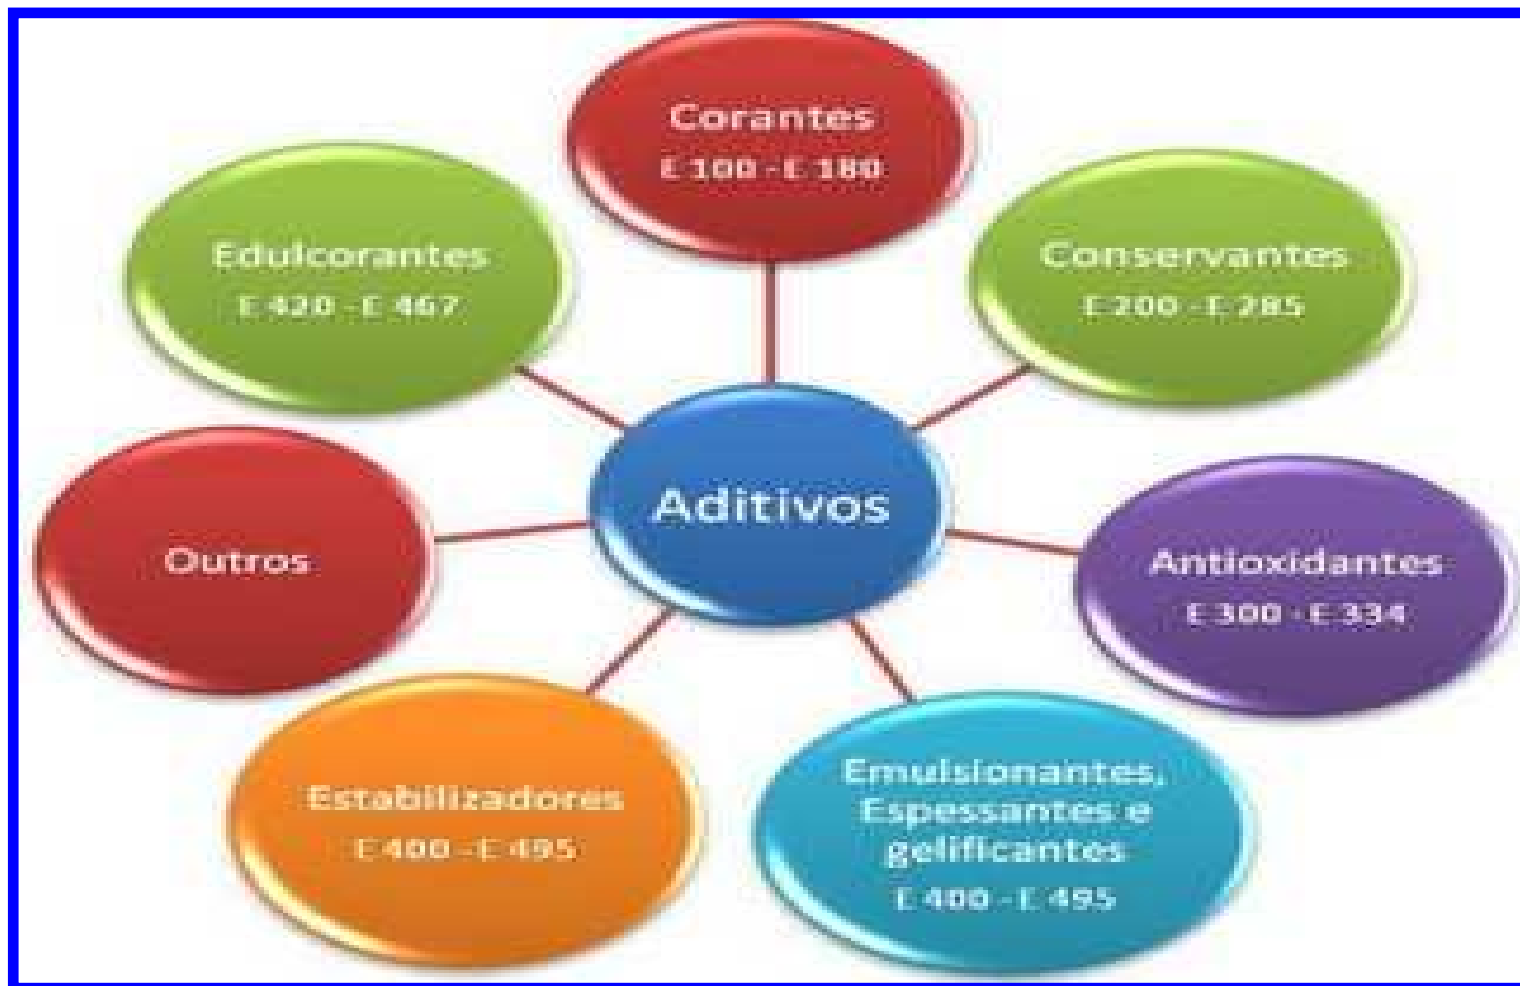 Corantes
E 100 - E 180
Conservantes
E 200 - E 285
Antioxidantes
E 300 - E 334
Emulsionantes,
Espessantes e
gelificantes
E 400 - E 495
Estabilizadores
E 400 - E 495
Outros
Edulcorantes
E 420 - E 467
Aditivos